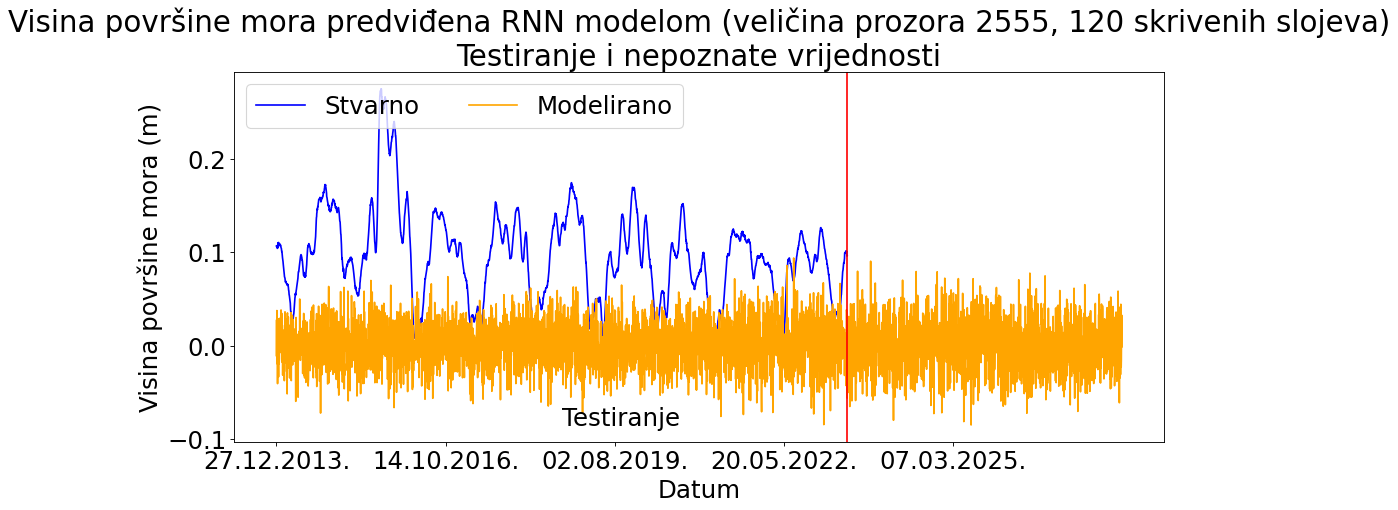 Visina površine mora predviđena RNN modelom (veličina prozora 2555, 120 skrivenih slojeva)
Testiranje i nepoznate vrijednosti
Stvarno Modelirano
Visina površine mora (m)
0.2
0.1
0.0
−0.1
Testiranje
27.12.2013. 14.10.2016. 02.08.2019. 20.05.2022. 07.03.2025.
Datum